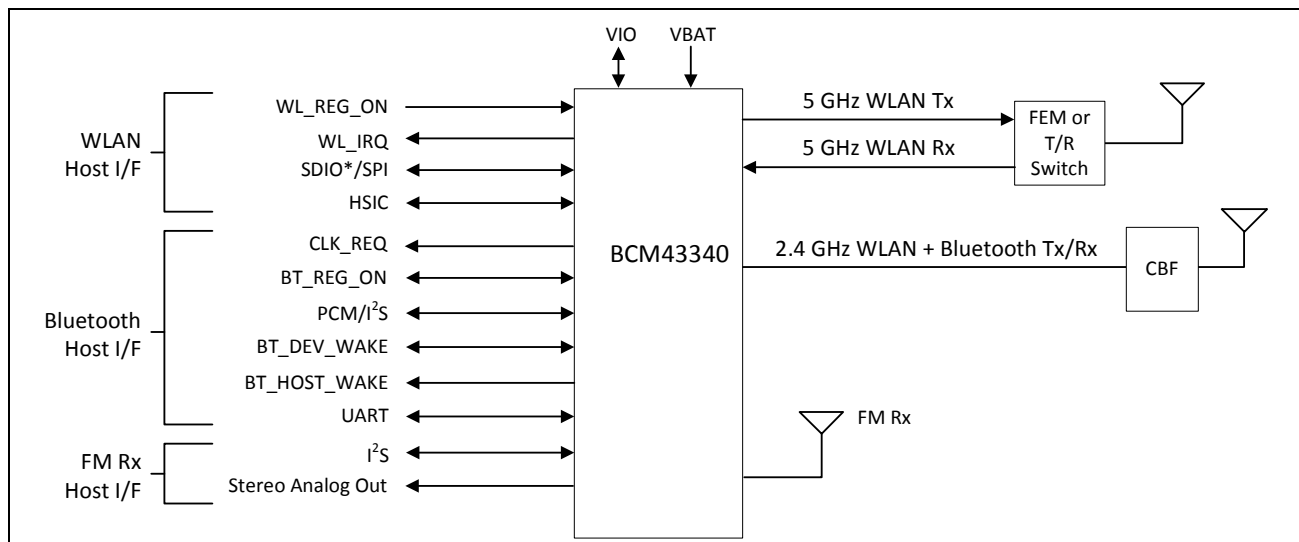 VIO
VBAT
WLAN
Host I/F
WL_REG_ON
WL_IRQ
SDIO*/SPI
HSIC
Bluetooth
Host I/F
CLK_REQ
BT_REG_ON
PCM/I²S
BT_DEV_WAKE
BT_HOST_WAKE
UART
FM Rx
Host I/F
I²S
Stereo Analog Out
BCM43340
5 GHz WLAN Tx
5 GHz WLAN Rx
FEM or
T/R
Switch
2.4 GHz WLAN + Bluetooth Tx/Rx
CBF
FM Rx